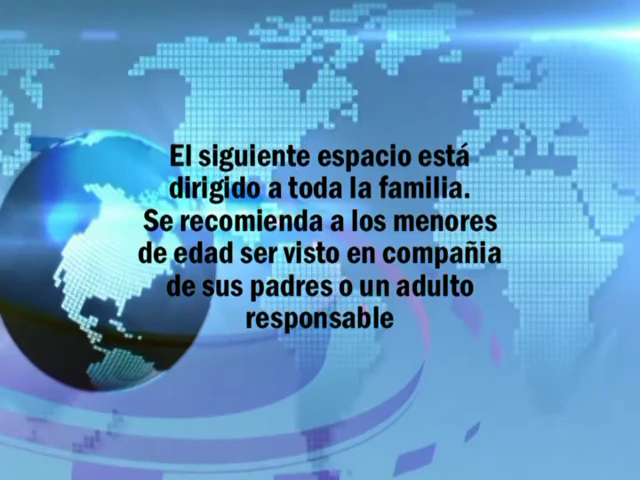 El siguiente espacio está
dirigido a toda la familia.
Se recomienda a los menores
de edad ser visto en compañia
de sus padres o un adulto
responsable